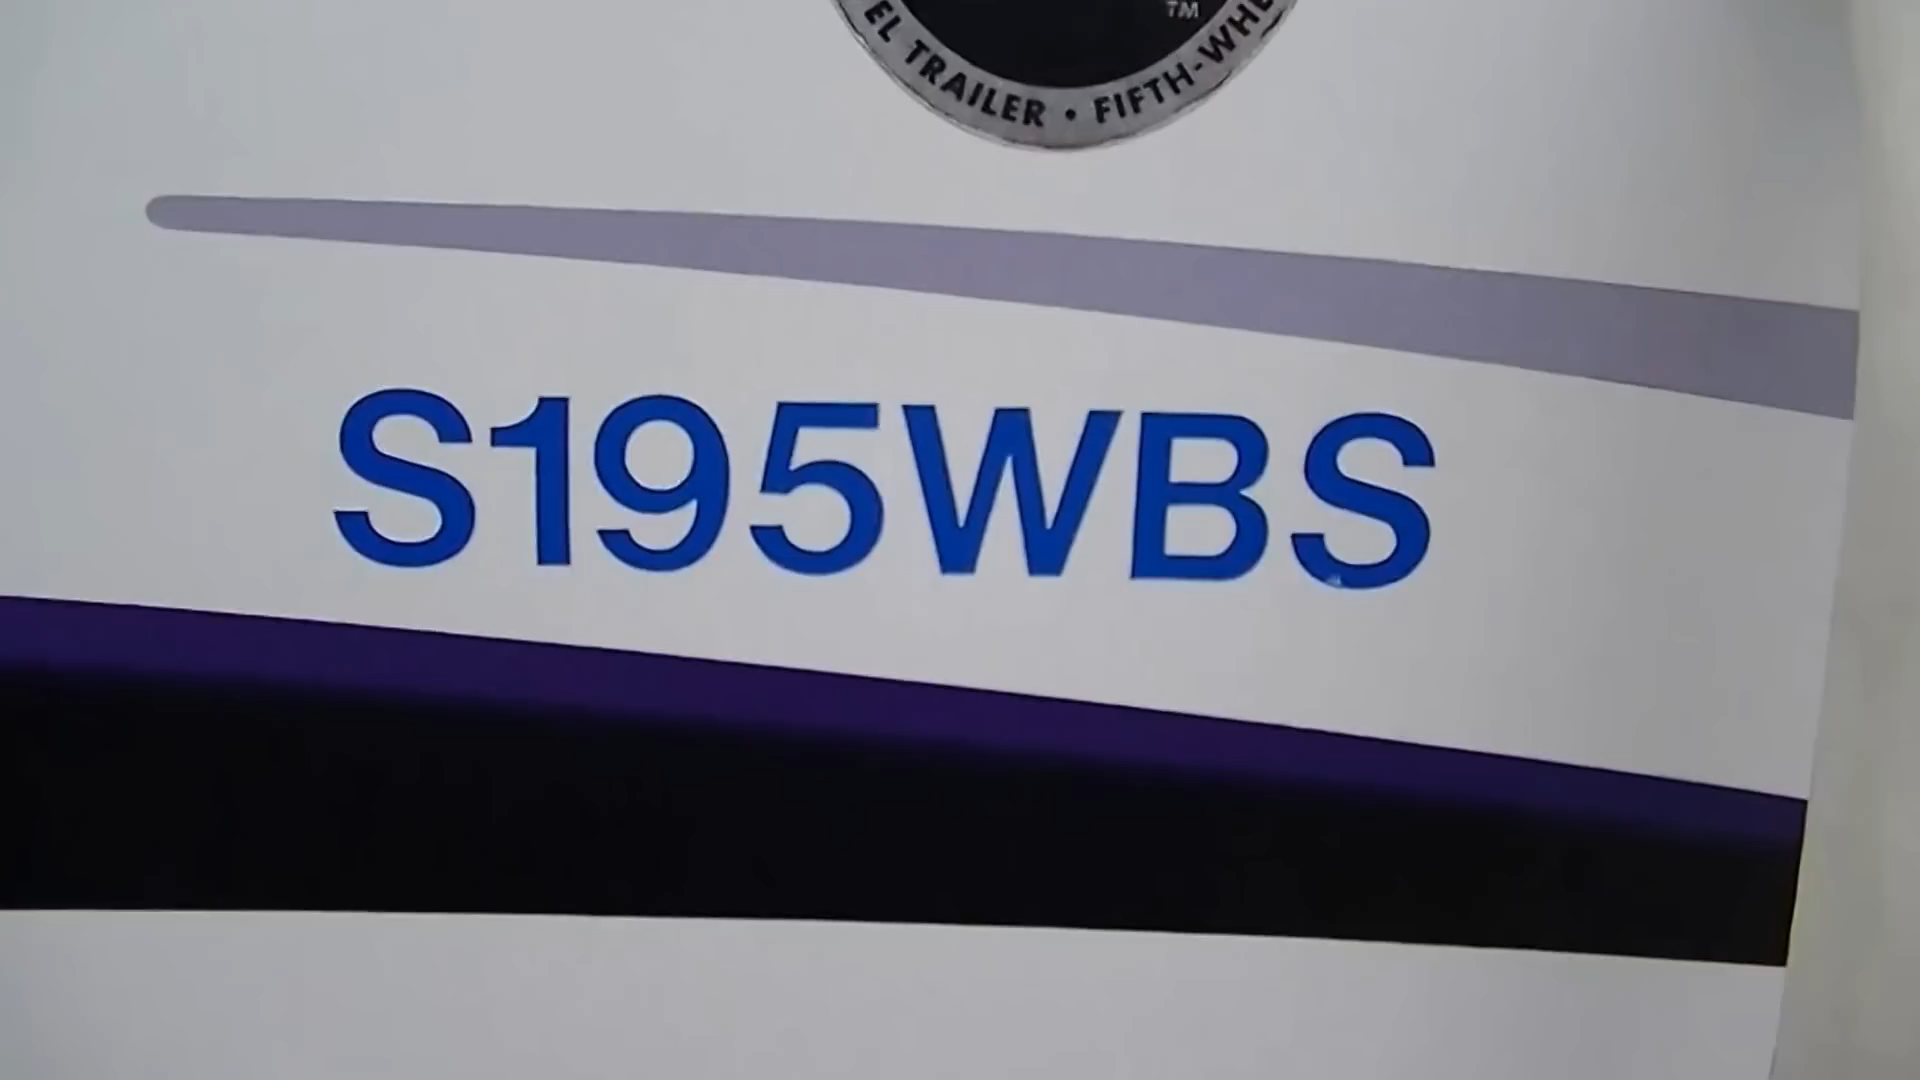 ™
EL TRAILER • FIFTH-WHE
S195WBS